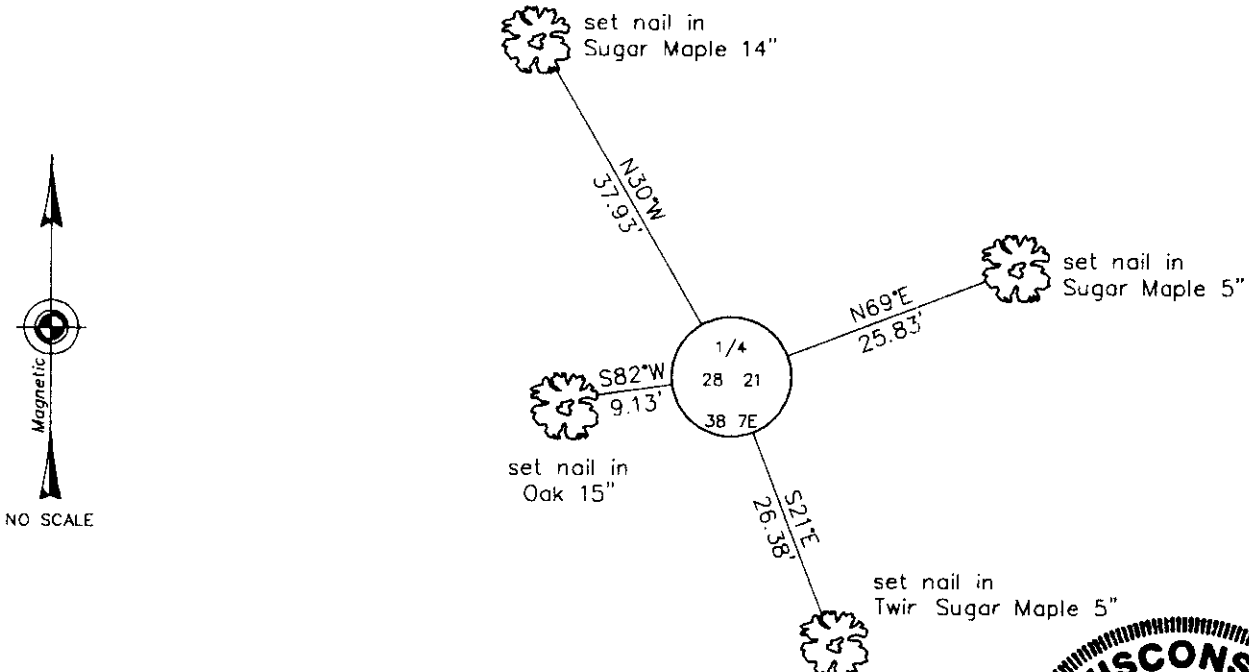 set nail in
Sugar Maple 14"
N30°W
37.93'
set nail in
Sugar Maple 5"
N69°E
25.83'
1/4
28 21
38 7E
S82°W
9.13'
set nail in
Oak 15"
S21°E
26.38'
set nail in
Twir Sugar Maple 5"
Magnetic
NO SCALE
ISCONS